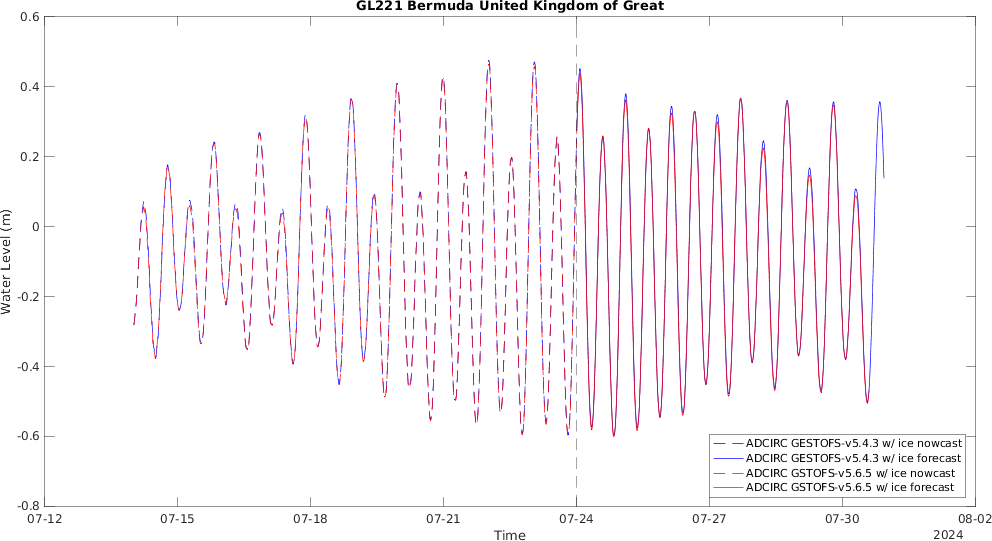 GL221 Bermuda United Kingdom of Great
0.6
0.4
0.2
0
-0.2
-0.4
-0.6
-0.8
Water Level (m)
ADCIRC GESTOFS-v5.4.3 w/ ice nowcast
ADCIRC GESTOFS-v5.4.3 w/ ice forecast
ADCIRC GSTOFS-v5.6.5 w/ ice nowcast
ADCIRC GSTOFS-v5.6.5 w/ ice forecast
07-12 07-15 07-18 07-21 07-24 07-27 07-30 08-02
Time
2024